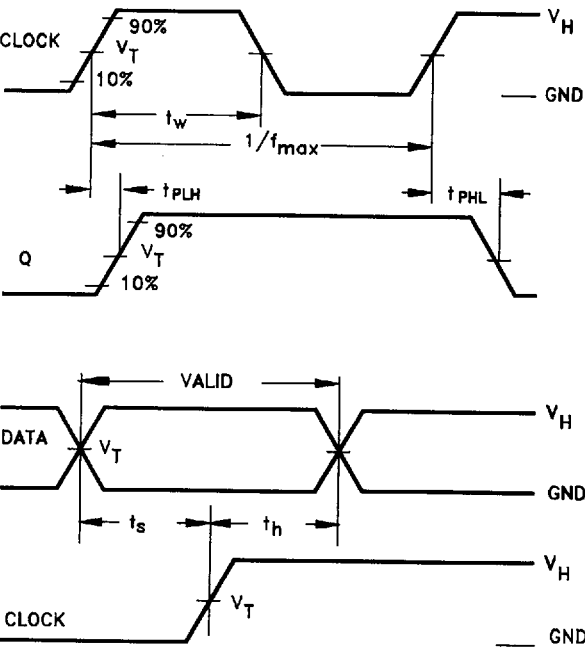 CLOCK
90%
V_T
10%
V_H
GND
t_w
1/f_max
t_PLH
t_PHL
Q
90%
V_T
10%
VALID
DATA
V_T
V_H
GND
t_s
t_h
V_H
CLOCK
V_T
GND